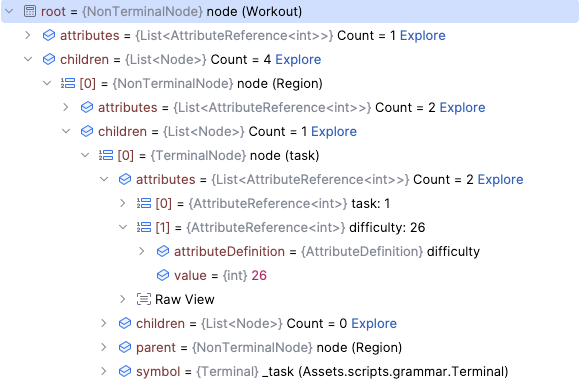 root = {NonTerminalNode} node (Workout)
attributes = {List<AttributeReference<int>>} Count = 1 Explore
children = {List<Node>} Count = 4 Explore
[0] = {NonTerminalNode} node (Region)
attributes = {List<AttributeReference<int>>} Count = 2 Explore
children = {List<Node>} Count = 1 Explore
[0] = {TerminalNode} node (task)
attributes = {List<AttributeReference<int>>} Count = 2 Explore
[0] = {AttributeReference<int>} task: 1
[1] = {AttributeReference<int>} difficulty: 26
attributeDefinition = {AttributeDefinition} difficulty
value = {int} 26
Raw View
children = {List<Node>} Count = 0 Explore
parent = {NonTerminalNode} node (Region)
symbol = {Terminal} _task (Assets.scripts.grammar.Terminal)